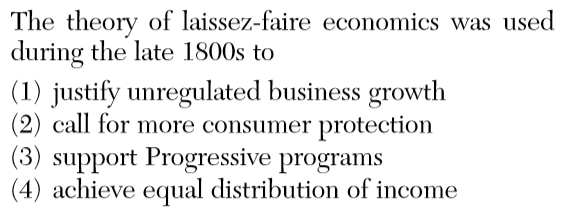 The theory of laissez-faire economics was used
during the late 1800s to
(1) justify unregulated business growth
(2) call for more consumer protection
(3) support Progressive programs
(4) achieve equal distribution of income